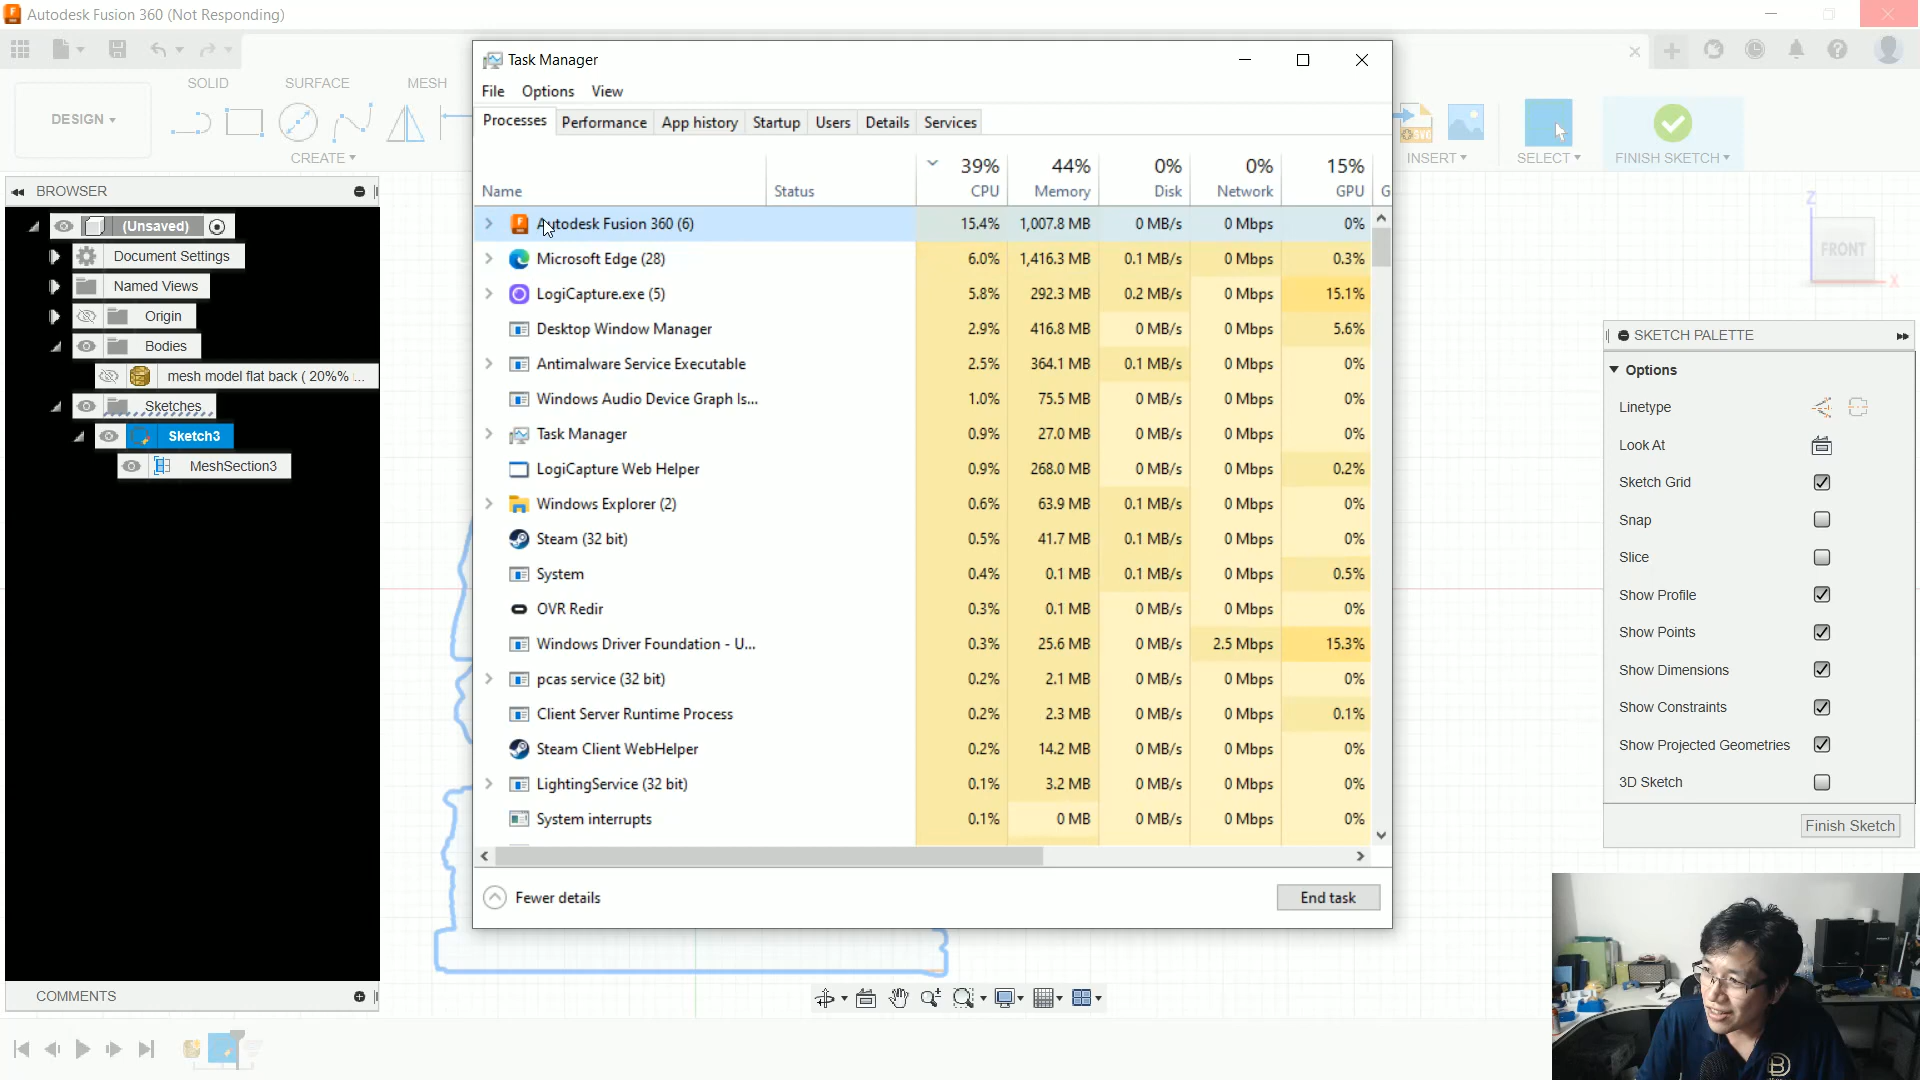 Autodesk Fusion 360 (Not Responding)
SOLID SURFACE MESH
DESIGN
CREATE
INSERT SELECT FINISH SKETCH
BROWSER
(Unsaved)
Document Settings
Named Views
Origin
Bodies
mesh model flat back ( 20%% ...
Sketches
Sketch3
MeshSection3
COMMENTS
Task Manager
File Options View
Processes Performance App history Startup Users Details Services
39% 44% 0% 0% 15%
Name Status CPU Memory Disk Network GPU G
Autodesk Fusion 360 (6) 15.4% 1,007.8 MB 0 MB/s 0 Mbps 0%
Microsoft Edge (28) 6.0% 1,416.3 MB 0.1 MB/s 0 Mbps 0.3%
LogiCapture.exe (5) 5.8% 292.3 MB 0.2 MB/s 0 Mbps 15.1%
Desktop Window Manager 2.9% 416.8 MB 0 MB/s 0 Mbps 5.6%
Antimalware Service Executable 2.5% 364.1 MB 0.1 MB/s 0 Mbps 0%
Windows Audio Device Graph Is... 1.0% 75.5 MB 0 MB/s 0 Mbps 0%
Task Manager 0.9% 27.0 MB 0 MB/s 0 Mbps 0%
LogiCapture Web Helper 0.9% 268.0 MB 0 MB/s 0 Mbps 0.2%
Windows Explorer (2) 0.6% 63.9 MB 0.1 MB/s 0 Mbps 0%
Steam (32 bit) 0.5% 41.7 MB 0.1 MB/s 0 Mbps 0%
System 0.4% 0.1 MB 0.1 MB/s 0 Mbps 0.5%
OVR Redir 0.3% 0.1 MB 0 MB/s 0 Mbps 0%
Windows Driver Foundation - U... 0.3% 25.6 MB 0 MB/s 2.5 Mbps 15.3%
pcas service (32 bit) 0.2% 2.1 MB 0 MB/s 0 Mbps 0%
Client Server Runtime Process 0.2% 2.3 MB 0 MB/s 0 Mbps 0.1%
Steam Client WebHelper 0.2% 14.2 MB 0 MB/s 0 Mbps 0%
LightingService (32 bit) 0.1% 3.2 MB 0 MB/s 0 Mbps 0%
System interrupts 0.1% 0 MB 0 MB/s 0 Mbps 0%
Fewer details End task
Z
FRONT
X
SKETCH PALETTE
Options
Linetype
Look At
Sketch Grid
Snap
Slice
Show Profile
Show Points
Show Dimensions
Show Constraints
Show Projected Geometries
3D Sketch
Finish Sketch